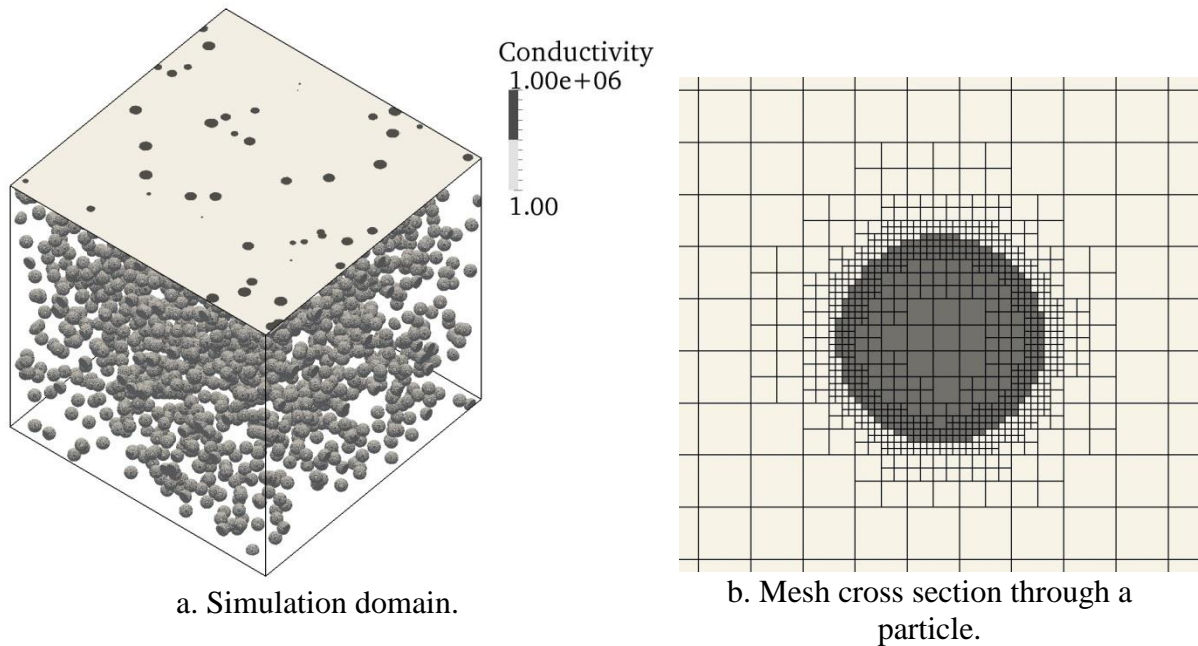 Conductivity
1.00e+06
1.00
a. Simulation domain.
b. Mesh cross section through a
particle.